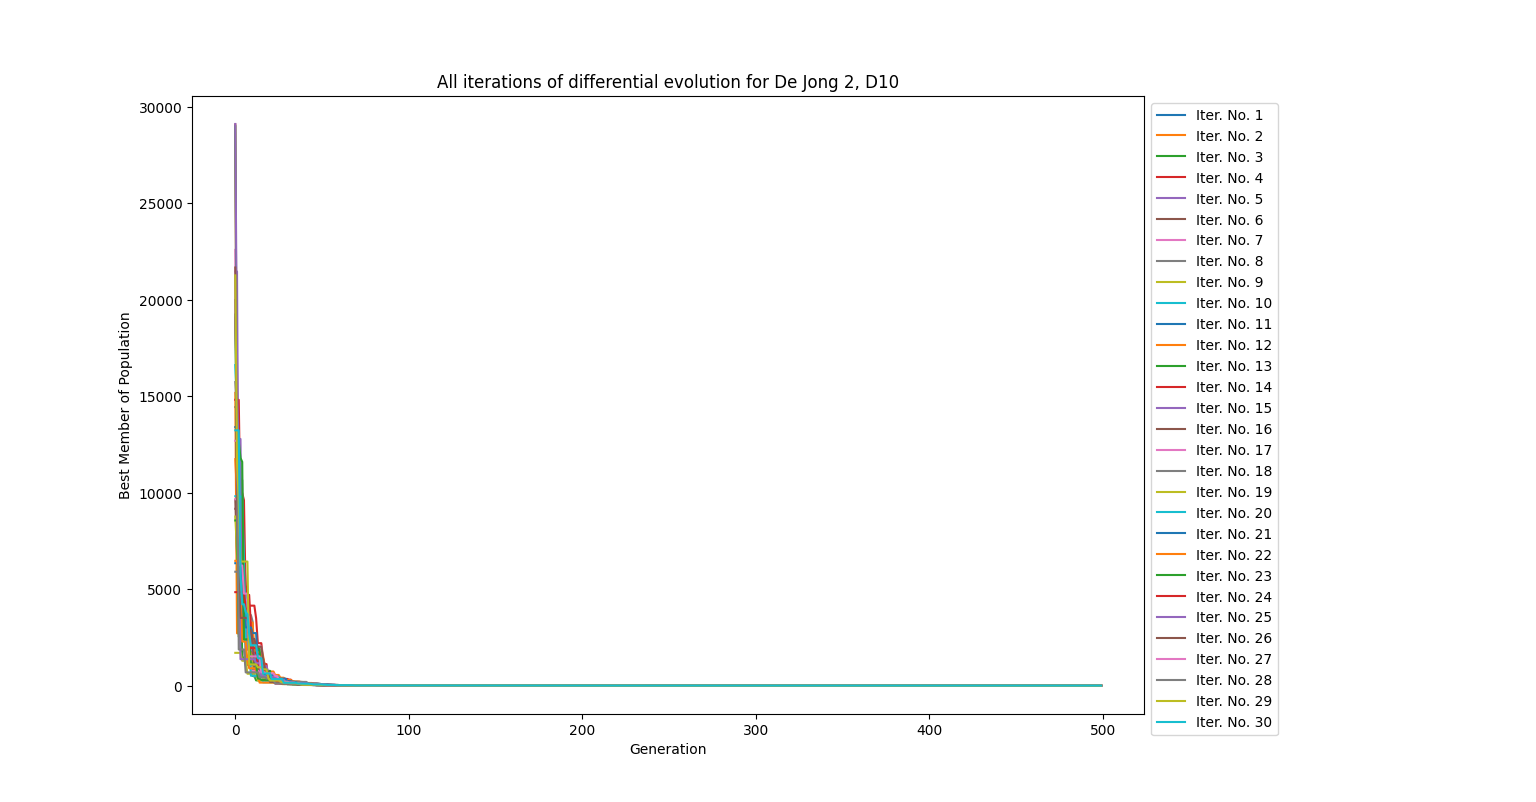 All iterations of differential evolution for De Jong 2, D10
30000
25000
20000
15000
10000
5000
0
Best Member of Population
0 100 200 300 400 500
Generation
Iter. No. 1
Iter. No. 2
Iter. No. 3
Iter. No. 4
Iter. No. 5
Iter. No. 6
Iter. No. 7
Iter. No. 8
Iter. No. 9
Iter. No. 10
Iter. No. 11
Iter. No. 12
Iter. No. 13
Iter. No. 14
Iter. No. 15
Iter. No. 16
Iter. No. 17
Iter. No. 18
Iter. No. 19
Iter. No. 20
Iter. No. 21
Iter. No. 22
Iter. No. 23
Iter. No. 24
Iter. No. 25
Iter. No. 26
Iter. No. 27
Iter. No. 28
Iter. No. 29
Iter. No. 30